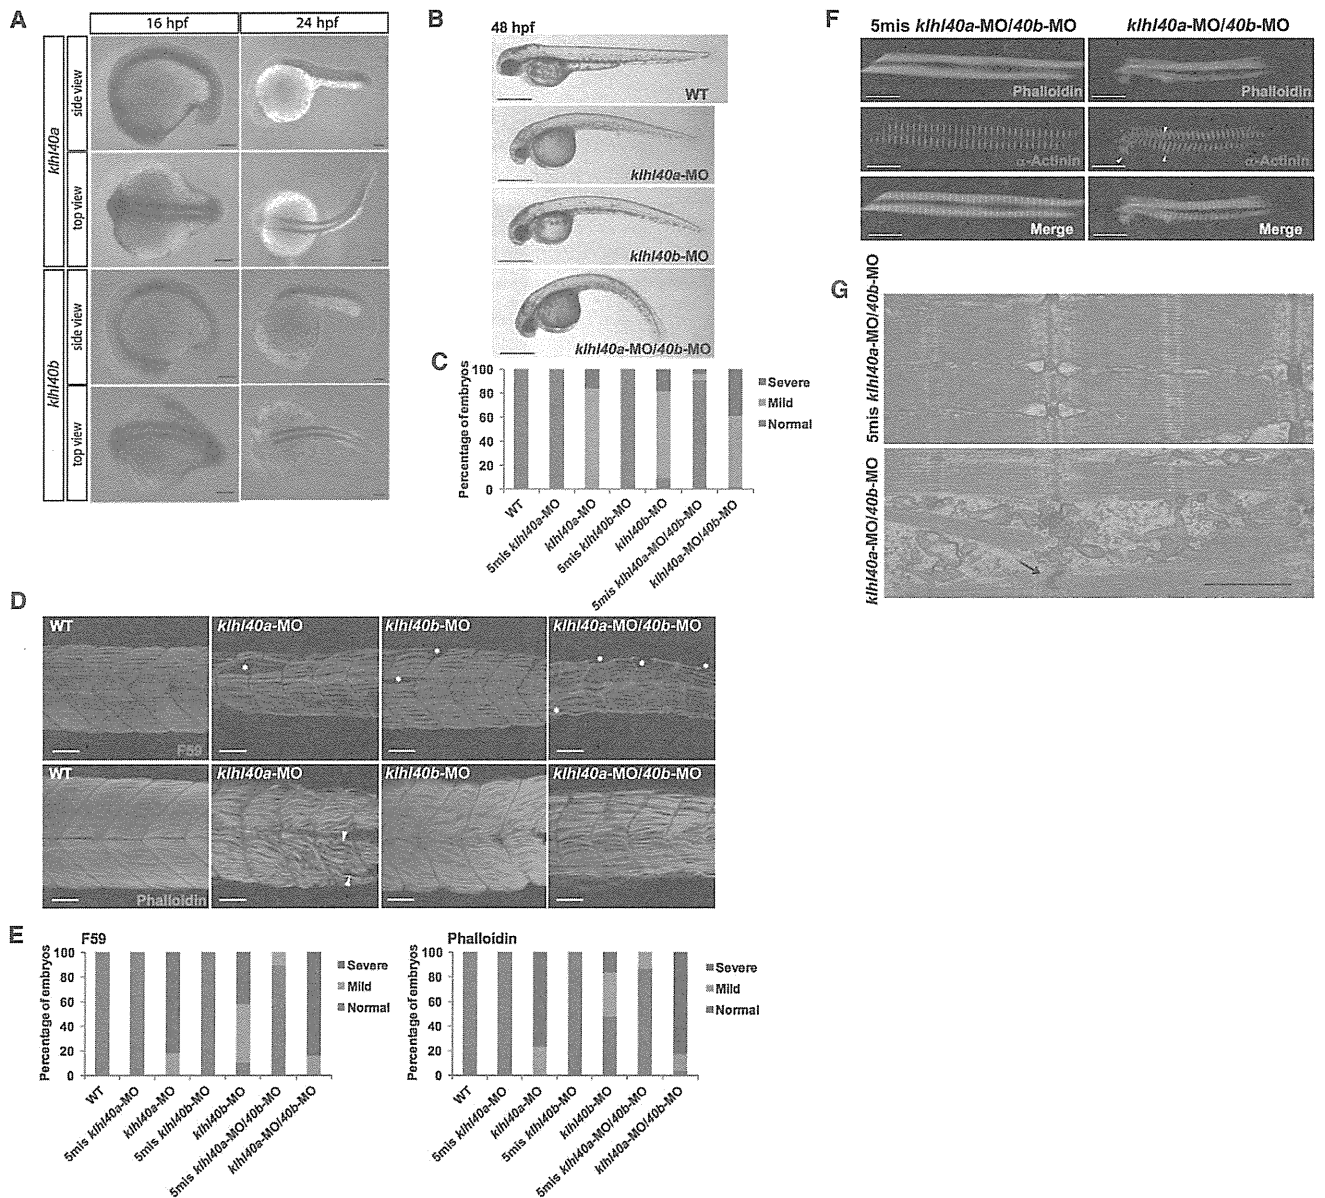 A
16 hpf
24 hpf
klhl40a
side view
top view
klhl40b
side view
top view
B
48 hpf
WT
klhl40a-MO
klhl40b-MO
klhl40a-MO/40b-MO
C
Percentage of embryos
100
80
60
40
20
0
Severe
Mild
Normal
WT
5mis klhl40a-MO
klhl40a-MO
5mis klhl40b-MO
klhl40b-MO
5mis klhl40a-MO/40b-MO
klhl40a-MO/40b-MO
D
WT
klhl40a-MO
klhl40b-MO
klhl40a-MO/40b-MO
F59
WT
klhl40a-MO
klhl40b-MO
klhl40a-MO/40b-MO
Phalloidin
E
F59
Percentage of embryos
100
80
60
40
20
0
Severe
Mild
Normal
WT
5mis klhl40a-MO
klhl40a-MO
5mis klhl40b-MO
klhl40b-MO
5mis klhl40a-MO/40b-MO
klhl40a-MO/40b-MO
Phalloidin
Percentage of embryos
100
80
60
40
20
0
Severe
Mild
Normal
WT
5mis klhl40a-MO
klhl40a-MO
5mis klhl40b-MO
klhl40b-MO
5mis klhl40a-MO/40b-MO
klhl40a-MO/40b-MO
F
5mis klhl40a-MO/40b-MO
klhl40a-MO/40b-MO
Phalloidin
Phalloidin
α-Actinin
α-Actinin
Merge
Merge
G
5mis klhl40a-MO/40b-MO
klhl40a-MO/40b-MO